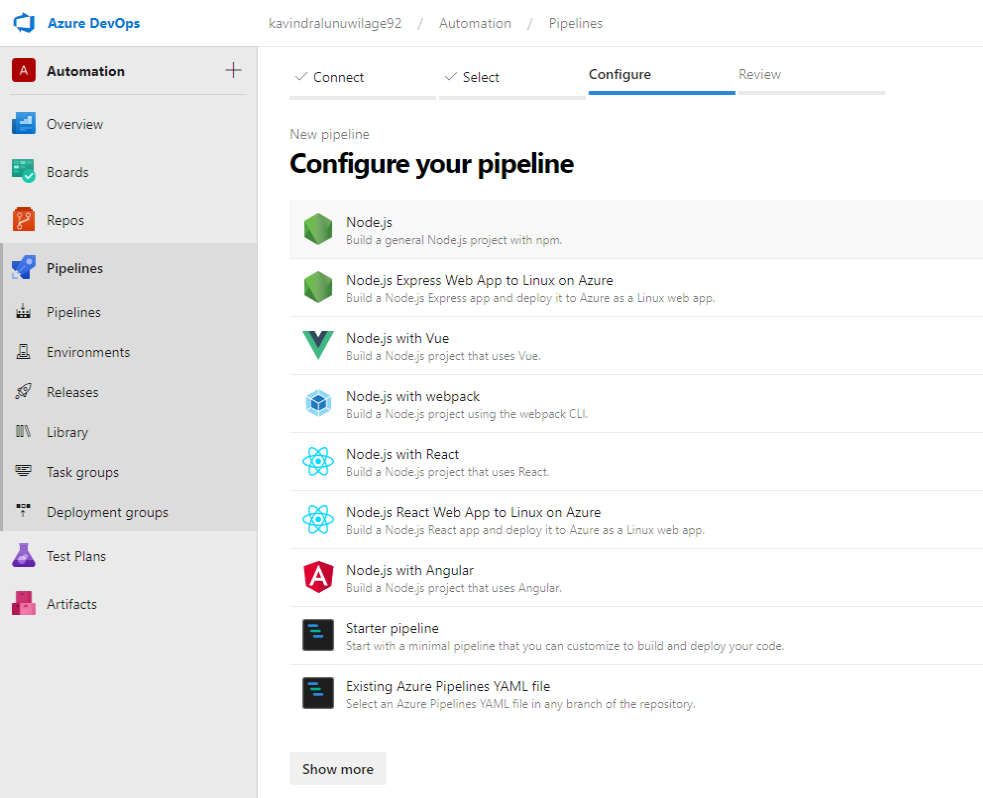 Azure DevOps
kavindralunuwilage92 / Automation / Pipelines
A Automation
Overview
Boards
Repos
Pipelines
Pipelines
Environments
Releases
Library
Task groups
Deployment groups
Test Plans
Artifacts
Connect Select Configure Review
New pipeline
Configure your pipeline
Node.js
Build a general Node.js project with npm.
Node.js Express Web App to Linux on Azure
Build a Node.js Express app and deploy it to Azure as a Linux web app.
Node.js with Vue
Build a Node.js project that uses Vue.
Node.js with webpack
Build a Node.js project using the webpack CLI.
Node.js with React
Build a Node.js project that uses React.
Node.js React Web App to Linux on Azure
Build a Node.js React app and deploy it to Azure as a Linux web app.
Node.js with Angular
Build a Node.js project that uses Angular.
Starter pipeline
Start with a minimal pipeline that you can customize to build and deploy your code.
Existing Azure Pipelines YAML file
Select an Azure Pipelines YAML file in any branch of the repository.
Show more